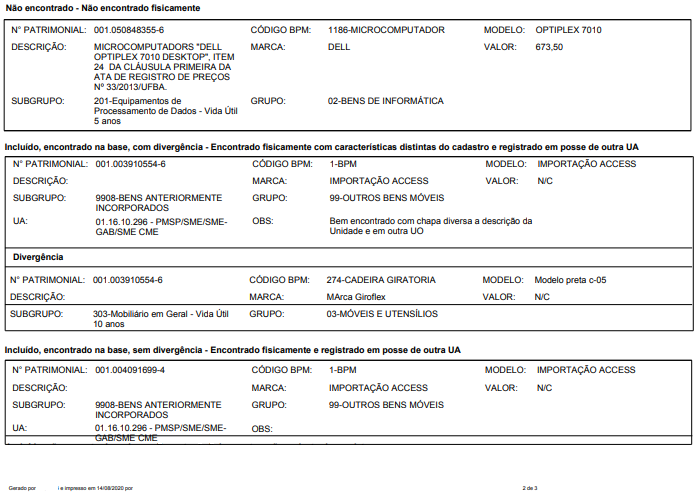 Não encontrado - Não encontrado fisicamente
N° PATRIMONIAL: 001.050848355-6 CÓDIGO BPM: 1186-MICROCOMPUTADOR MODELO: OPTIPLEX 7010
DESCRIÇÃO: MICROCOMPUTADORS "DELL MARCA: DELL VALOR: 673,50
OPTIPLEX 7010 DESKTOP", ITEM
24 DA CLÁUSULA PRIMEIRA DA
ATA DE REGISTRO DE PREÇOS
Nº 33/2013/UFBA.
SUBGRUPO: 201-Equipamentos de GRUPO: 02-BENS DE INFORMÁTICA
Processamento de Dados - Vida Útil
5 anos
Incluído, encontrado na base, com divergência - Encontrado fisicamente com características distintas do cadastro e registrado em posse de outra UA
N° PATRIMONIAL: 001.003910554-6 CÓDIGO BPM: 1-BPM MODELO: IMPORTAÇÃO ACCESS
DESCRIÇÃO: MARCA: IMPORTAÇÃO ACCESS VALOR: N/C
SUBGRUPO: 9908-BENS ANTERIORMENTE GRUPO: 99-OUTROS BENS MÓVEIS
INCORPORADOS
UA: 01.16.10.296 - PMSP/SME/SME- OBS: Bem encontrado com chapa diversa a descrição da
GAB/SME CME Unidade e em outra UO
Divergência
N° PATRIMONIAL: 001.003910554-6 CÓDIGO BPM: 274-CADEIRA GIRATORIA MODELO: Modelo preta c-05
DESCRIÇÃO: MARCA: MArca Giroflex VALOR: N/C
SUBGRUPO: 303-Mobiliário em Geral - Vida Útil GRUPO: 03-MÓVEIS E UTENSÍLIOS
10 anos
Incluído, encontrado na base, sem divergência - Encontrado fisicamente e registrado em posse de outra UA
N° PATRIMONIAL: 001.004091699-4 CÓDIGO BPM: 1-BPM MODELO: IMPORTAÇÃO ACCESS
DESCRIÇÃO: MARCA: IMPORTAÇÃO ACCESS VALOR: N/C
SUBGRUPO: 9908-BENS ANTERIORMENTE GRUPO: 99-OUTROS BENS MÓVEIS
INCORPORADOS
UA: 01.16.10.296 - PMSP/SME/SME- OBS:
GAB/SME CME
Gerado por i e impresso em 14/08/2020 por 2 de 3